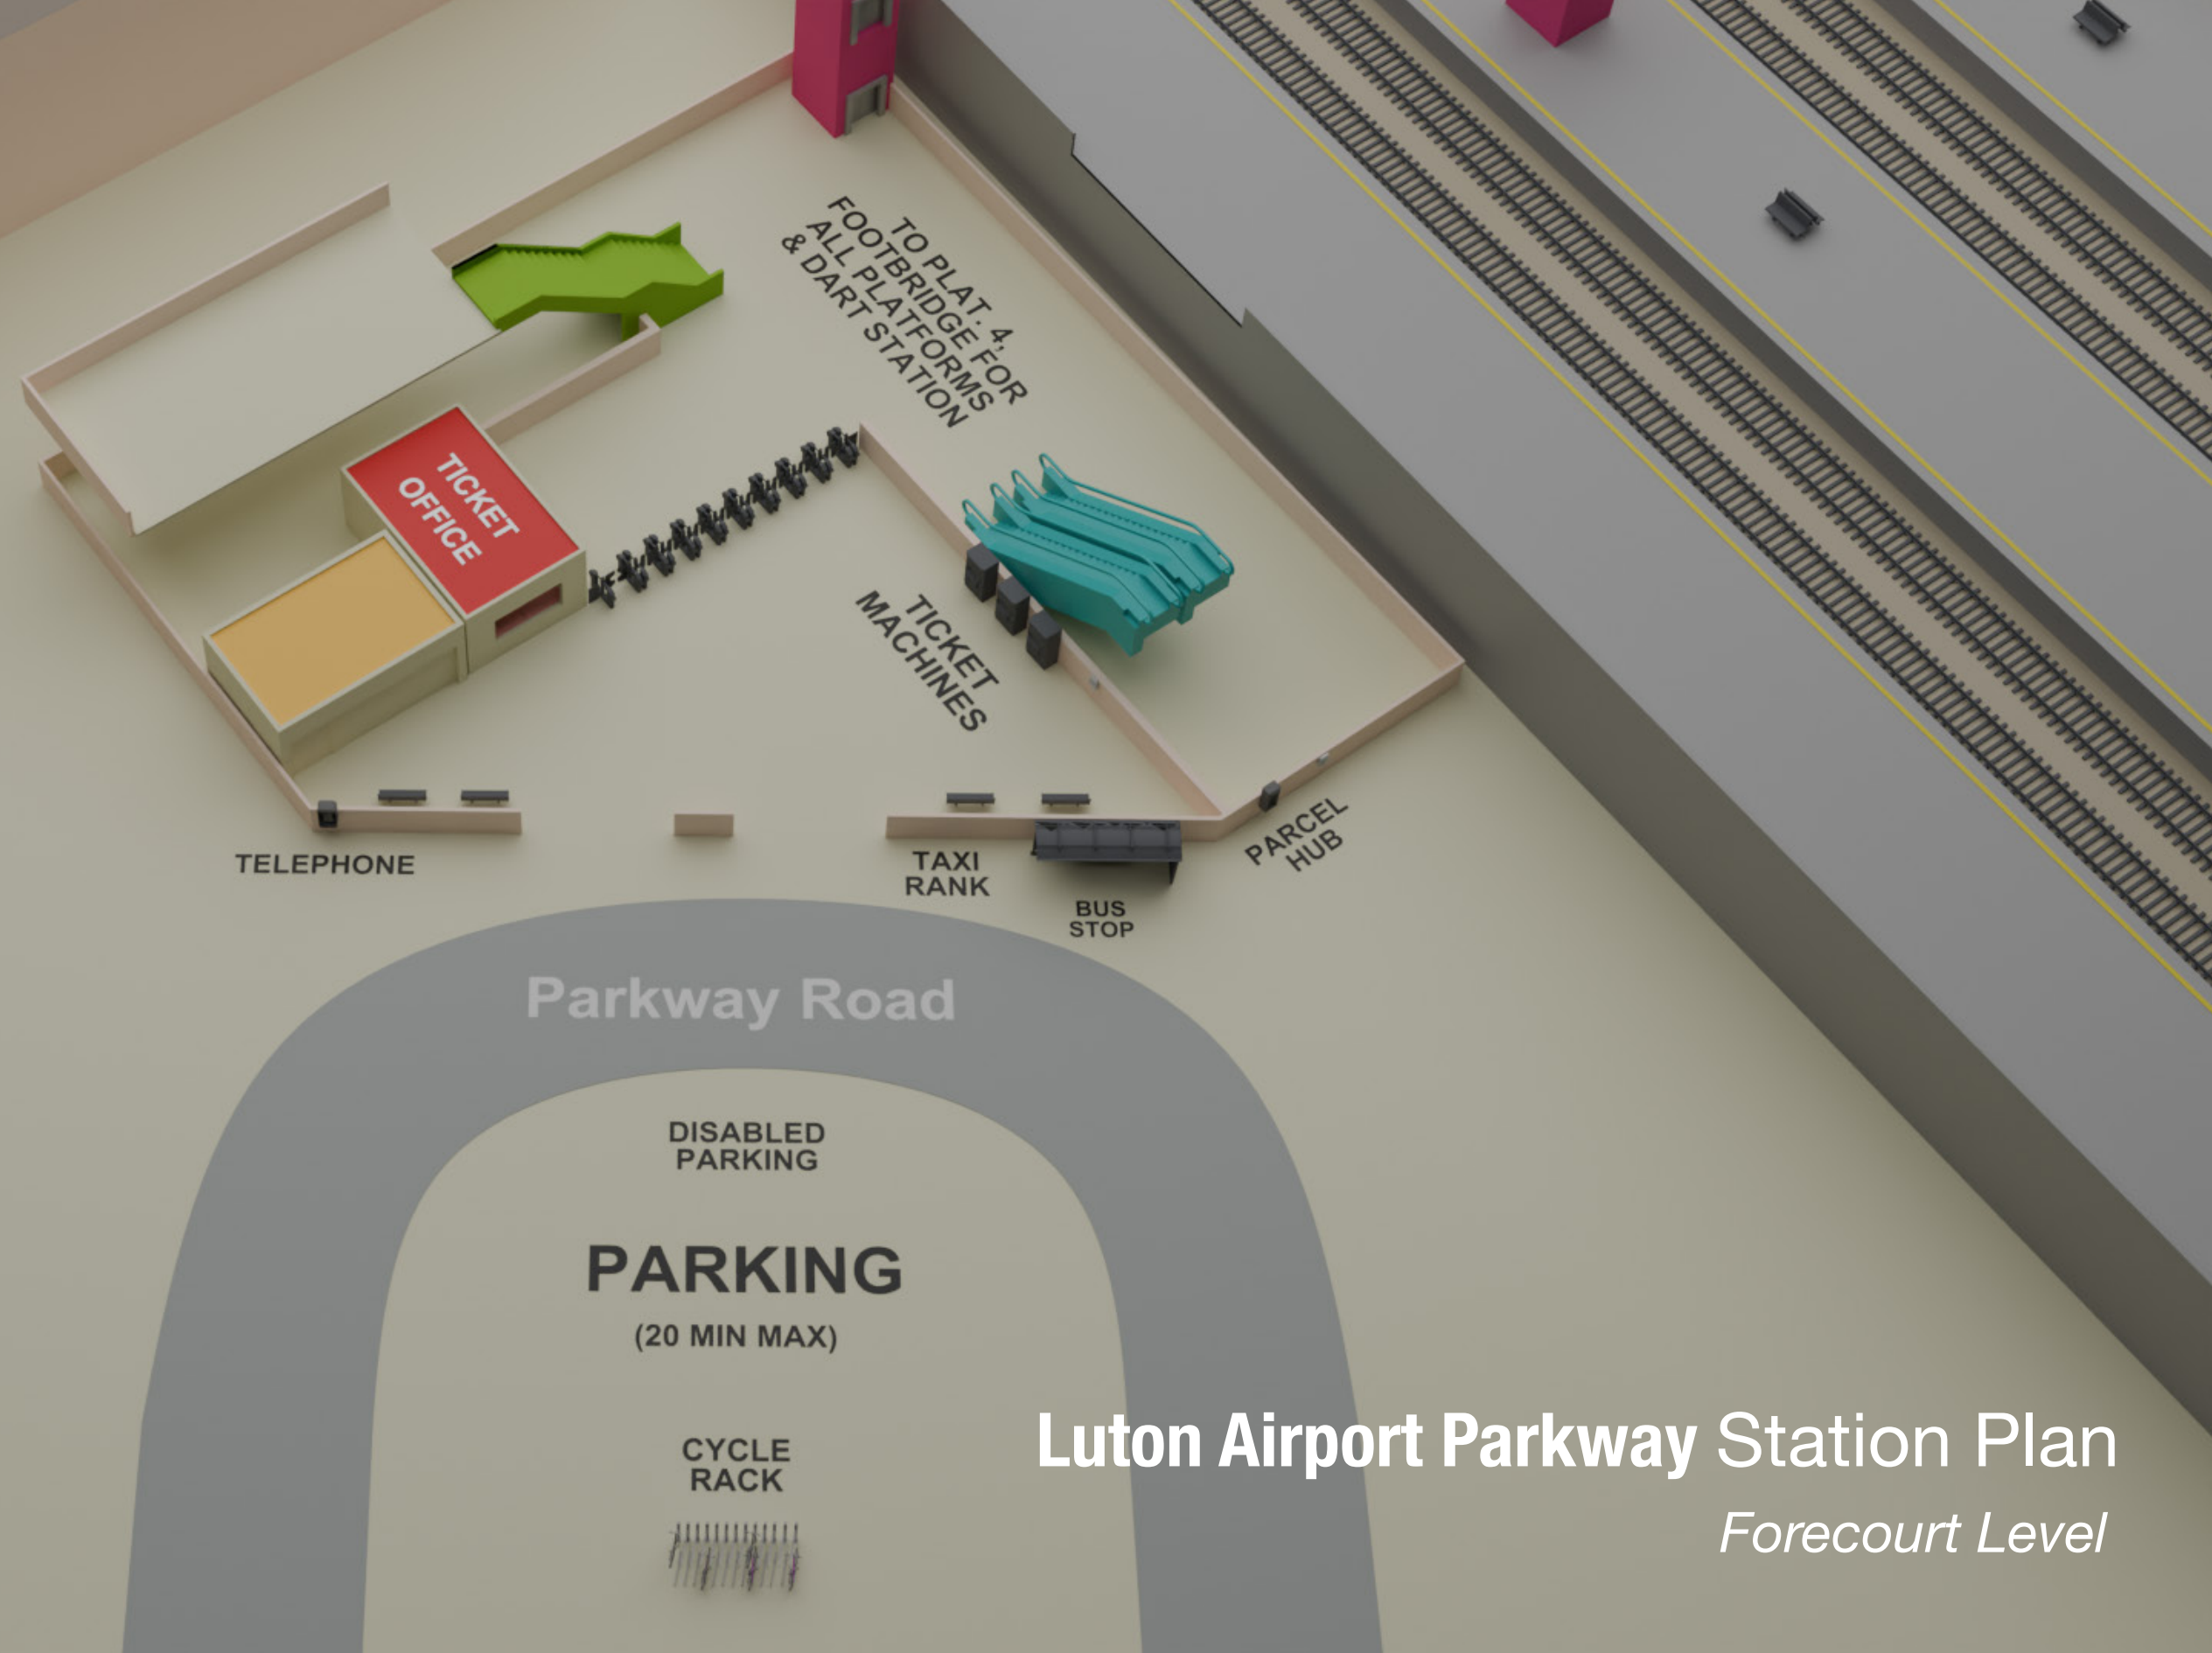 TO PLAT. 4,
FOOTBRIDGE FOR
ALL PLATFORMS
& DART STATION
TICKET
OFFICE
TICKET
MACHINES
TELEPHONE
TAXI
RANK
BUS
STOP
PARCEL
HUB
Parkway Road
DISABLED
PARKING
PARKING
(20 MIN MAX)
CYCLE
RACK
Luton Airport Parkway Station Plan
Forecourt Level